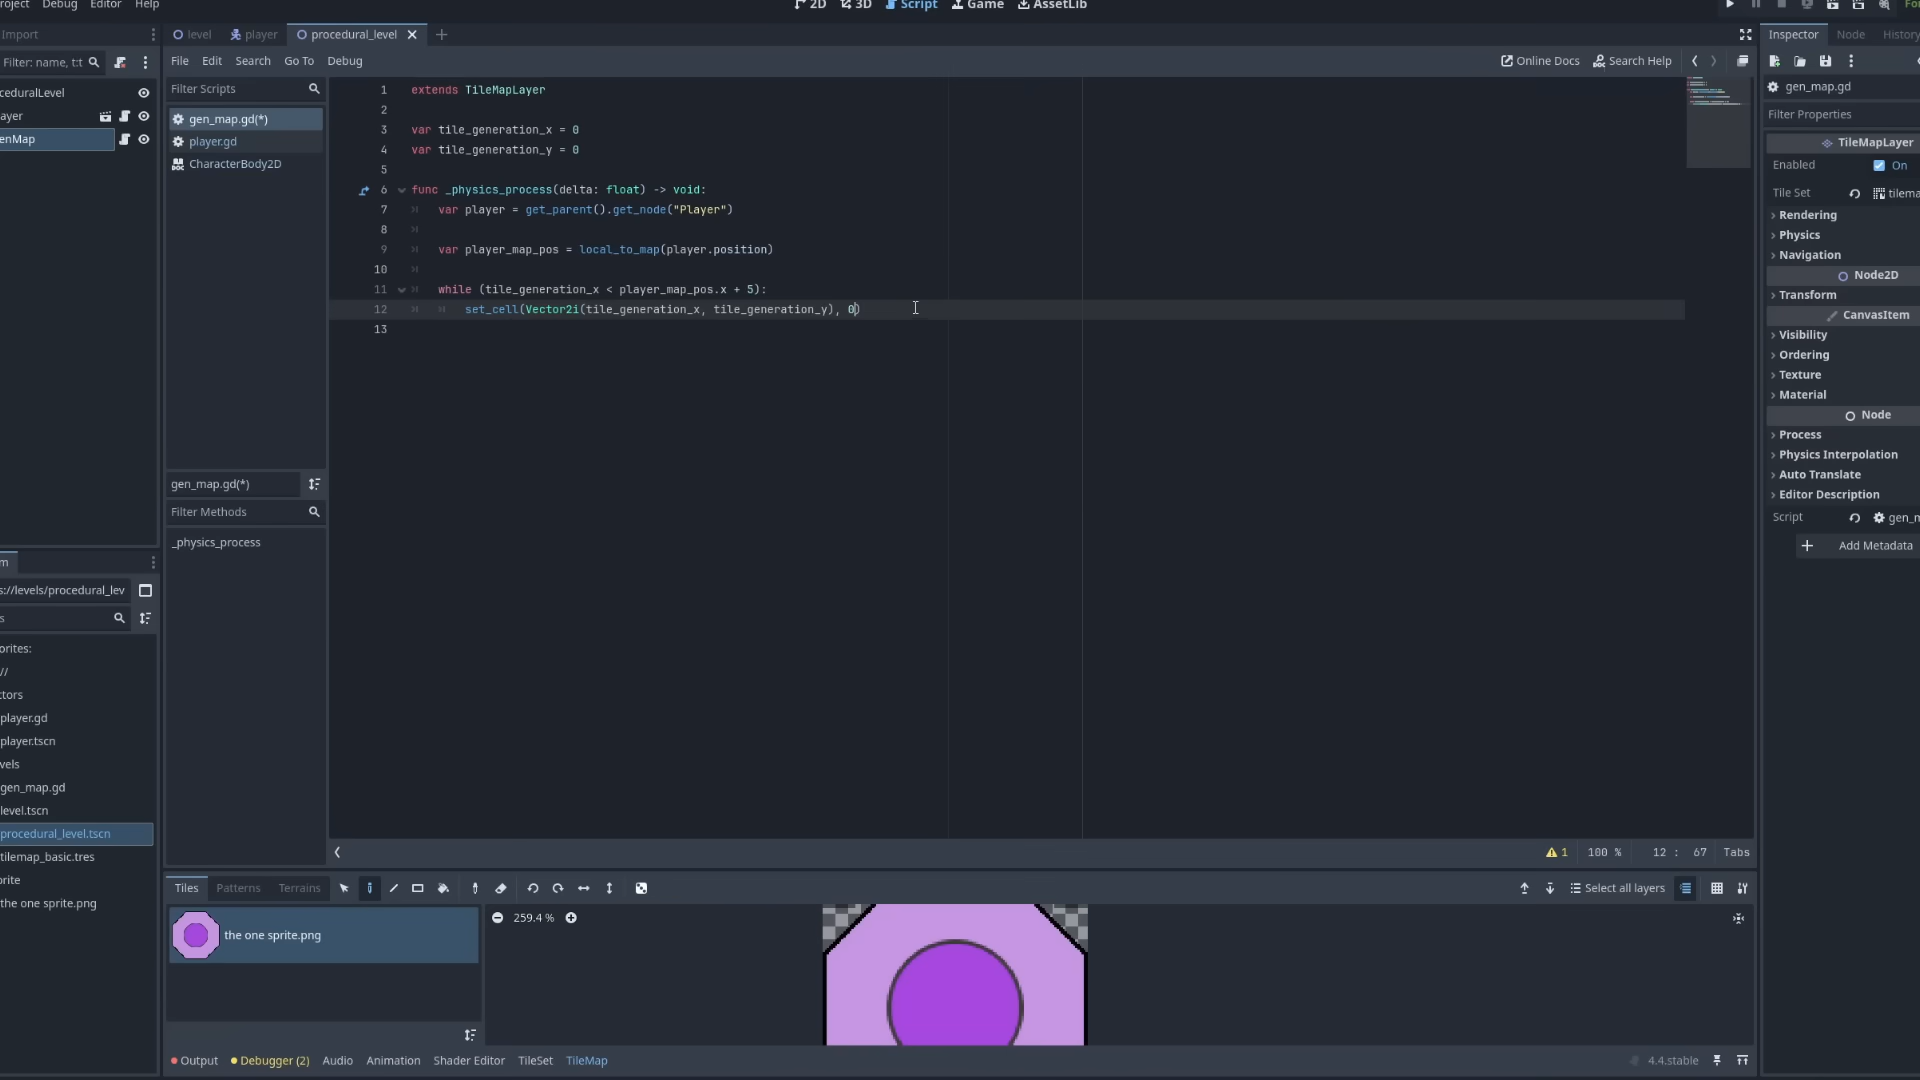 roject Debug Editor Help
2D 3D Script Game AssetLib
Import
Filter: name, t:t
ceduralLevel
ayer
enMap
level player procedural_level
File Edit Search Go To Debug
Online Docs Search Help
Filter Scripts
gen_map.gd(*)
player.gd
CharacterBody2D
gen_map.gd(*)
Filter Methods
_physics_process
1 extends TileMapLayer
2
3 var tile_generation_x = 0
4 var tile_generation_y = 0
5
6 func _physics_process(delta: float) -> void:
7 var player = get_parent().get_node("Player")
8
9 var player_map_pos = local_to_map(player.position)
10
11 while (tile_generation_x < player_map_pos.x + 5):
12 set_cell(Vector2i(tile_generation_x, tile_generation_y), 0)
13
1 100 % 12 : 67 Tabs
Inspector Node History
gen_map.gd
Filter Properties
TileMapLayer
Enabled On
Tile Set tilema
Rendering
Physics
Navigation
Node2D
Transform
CanvasItem
Visibility
Ordering
Texture
Material
Node
Process
Physics Interpolation
Auto Translate
Editor Description
Script gen_m
Add Metadata
m
s://levels/procedural_lev
s
orites:
//
ctors
player.gd
player.tscn
vels
gen_map.gd
level.tscn
procedural_level.tscn
tilemap_basic.tres
prite
the one sprite.png
Tiles Patterns Terrains
Select all layers
the one sprite.png
259.4 %
Output Debugger (2) Audio Animation Shader Editor TileSet TileMap
4.4.stable